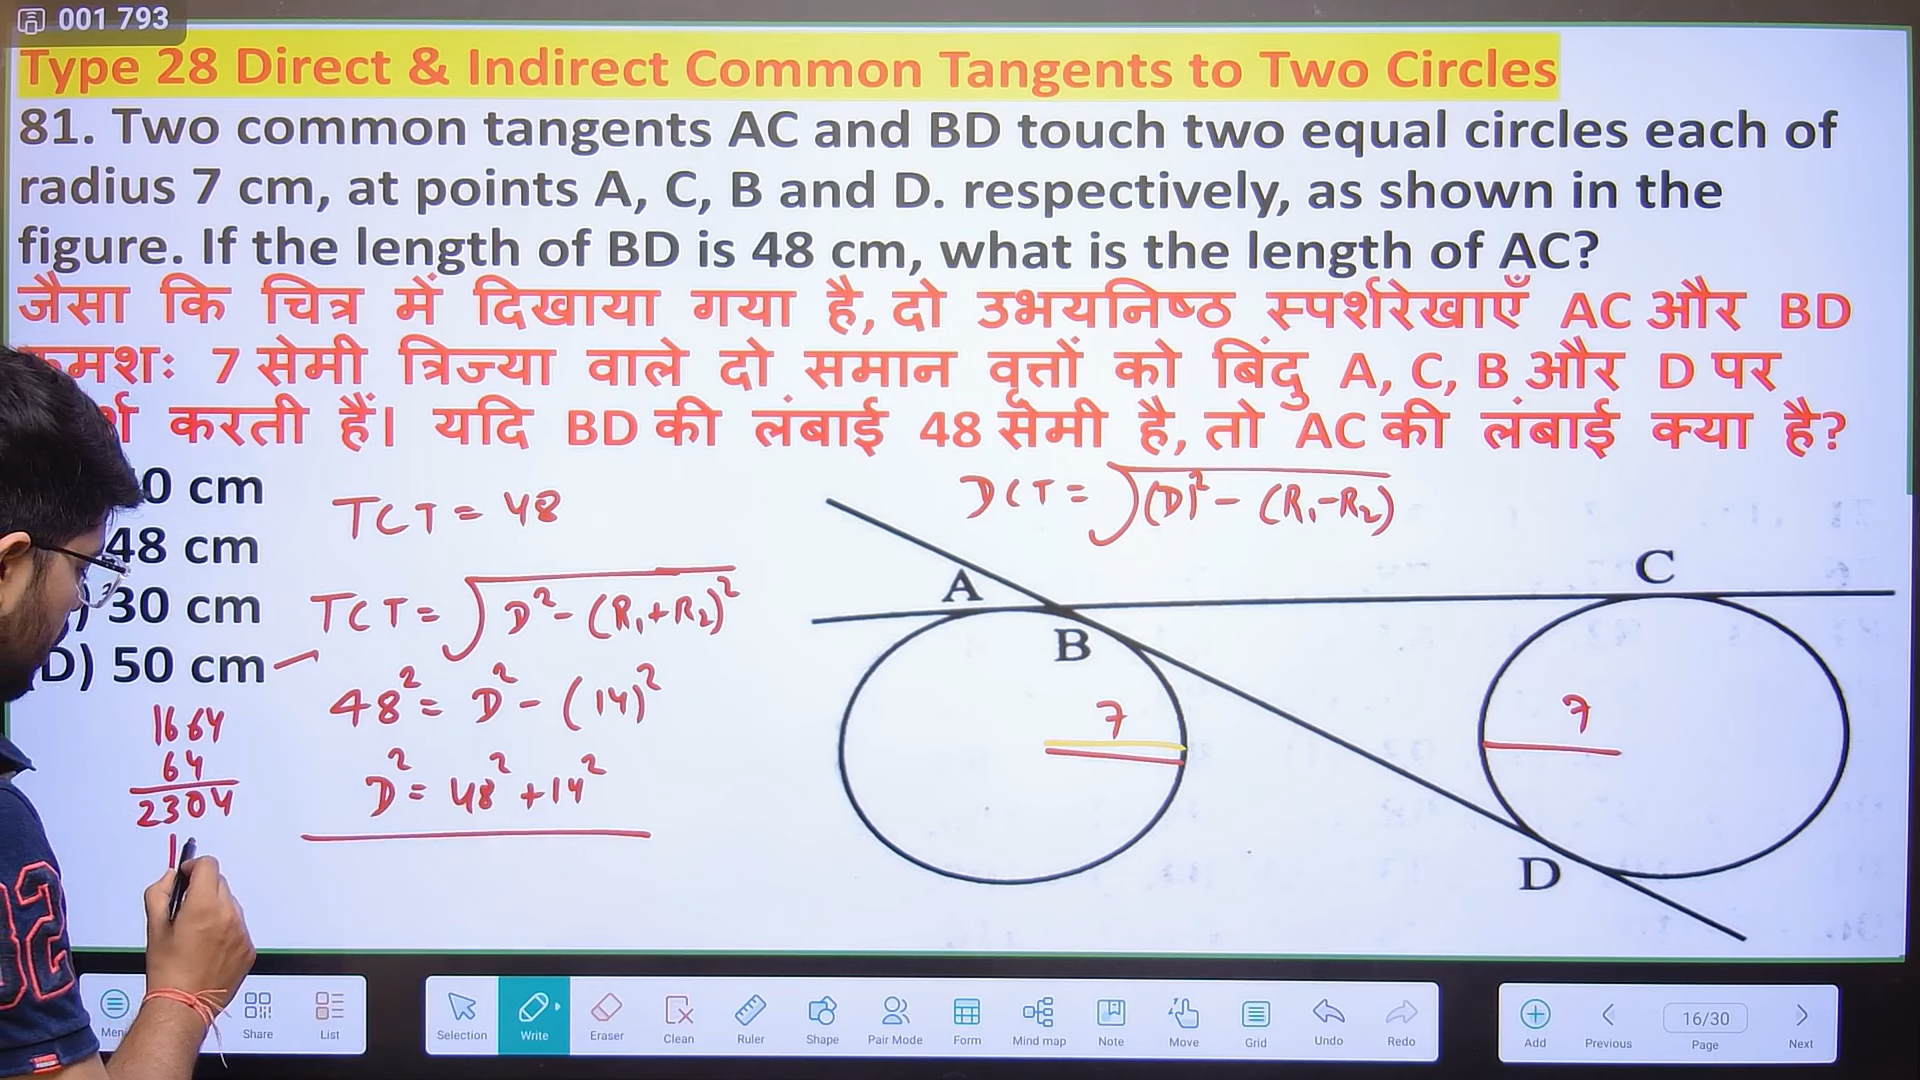 001 793
Type 28 Direct & Indirect Common Tangents to Two Circles
81. Two common tangents AC and BD touch two equal circles each of
radius 7 cm, at points A, C, B and D. respectively, as shown in the
figure. If the length of BD is 48 cm, what is the length of AC?
जैसा कि चित्र में दिखाया गया है, दो उभयनिष्ठ स्पर्शरेखाएँ AC और BD
7 सेमी त्रिज्या वाले दो समान वृत्तों को बिंदु A, C, B और D पर
करती हैं। यदि BD की लंबाई 48 सेमी है, तो AC की लंबाई क्या है?
0 cm
48 cm
) 30 cm
D) 50 cm
TCT = 48
TCT = √D² - (R₁+R₂)²
48² = D² - (14)²
D² = 48² + 14²
1664
64
2304
1
DCT = √(D)² - (R₁-R₂)
A
B
C
D
7
7
Menu
Share
List
Selection
Write
Eraser
Clean
Ruler
Shape
Pair Mode
Form
Mind map
Note
Move
Grid
Undo
Redo
Add
Previous
16/30
Page
Next